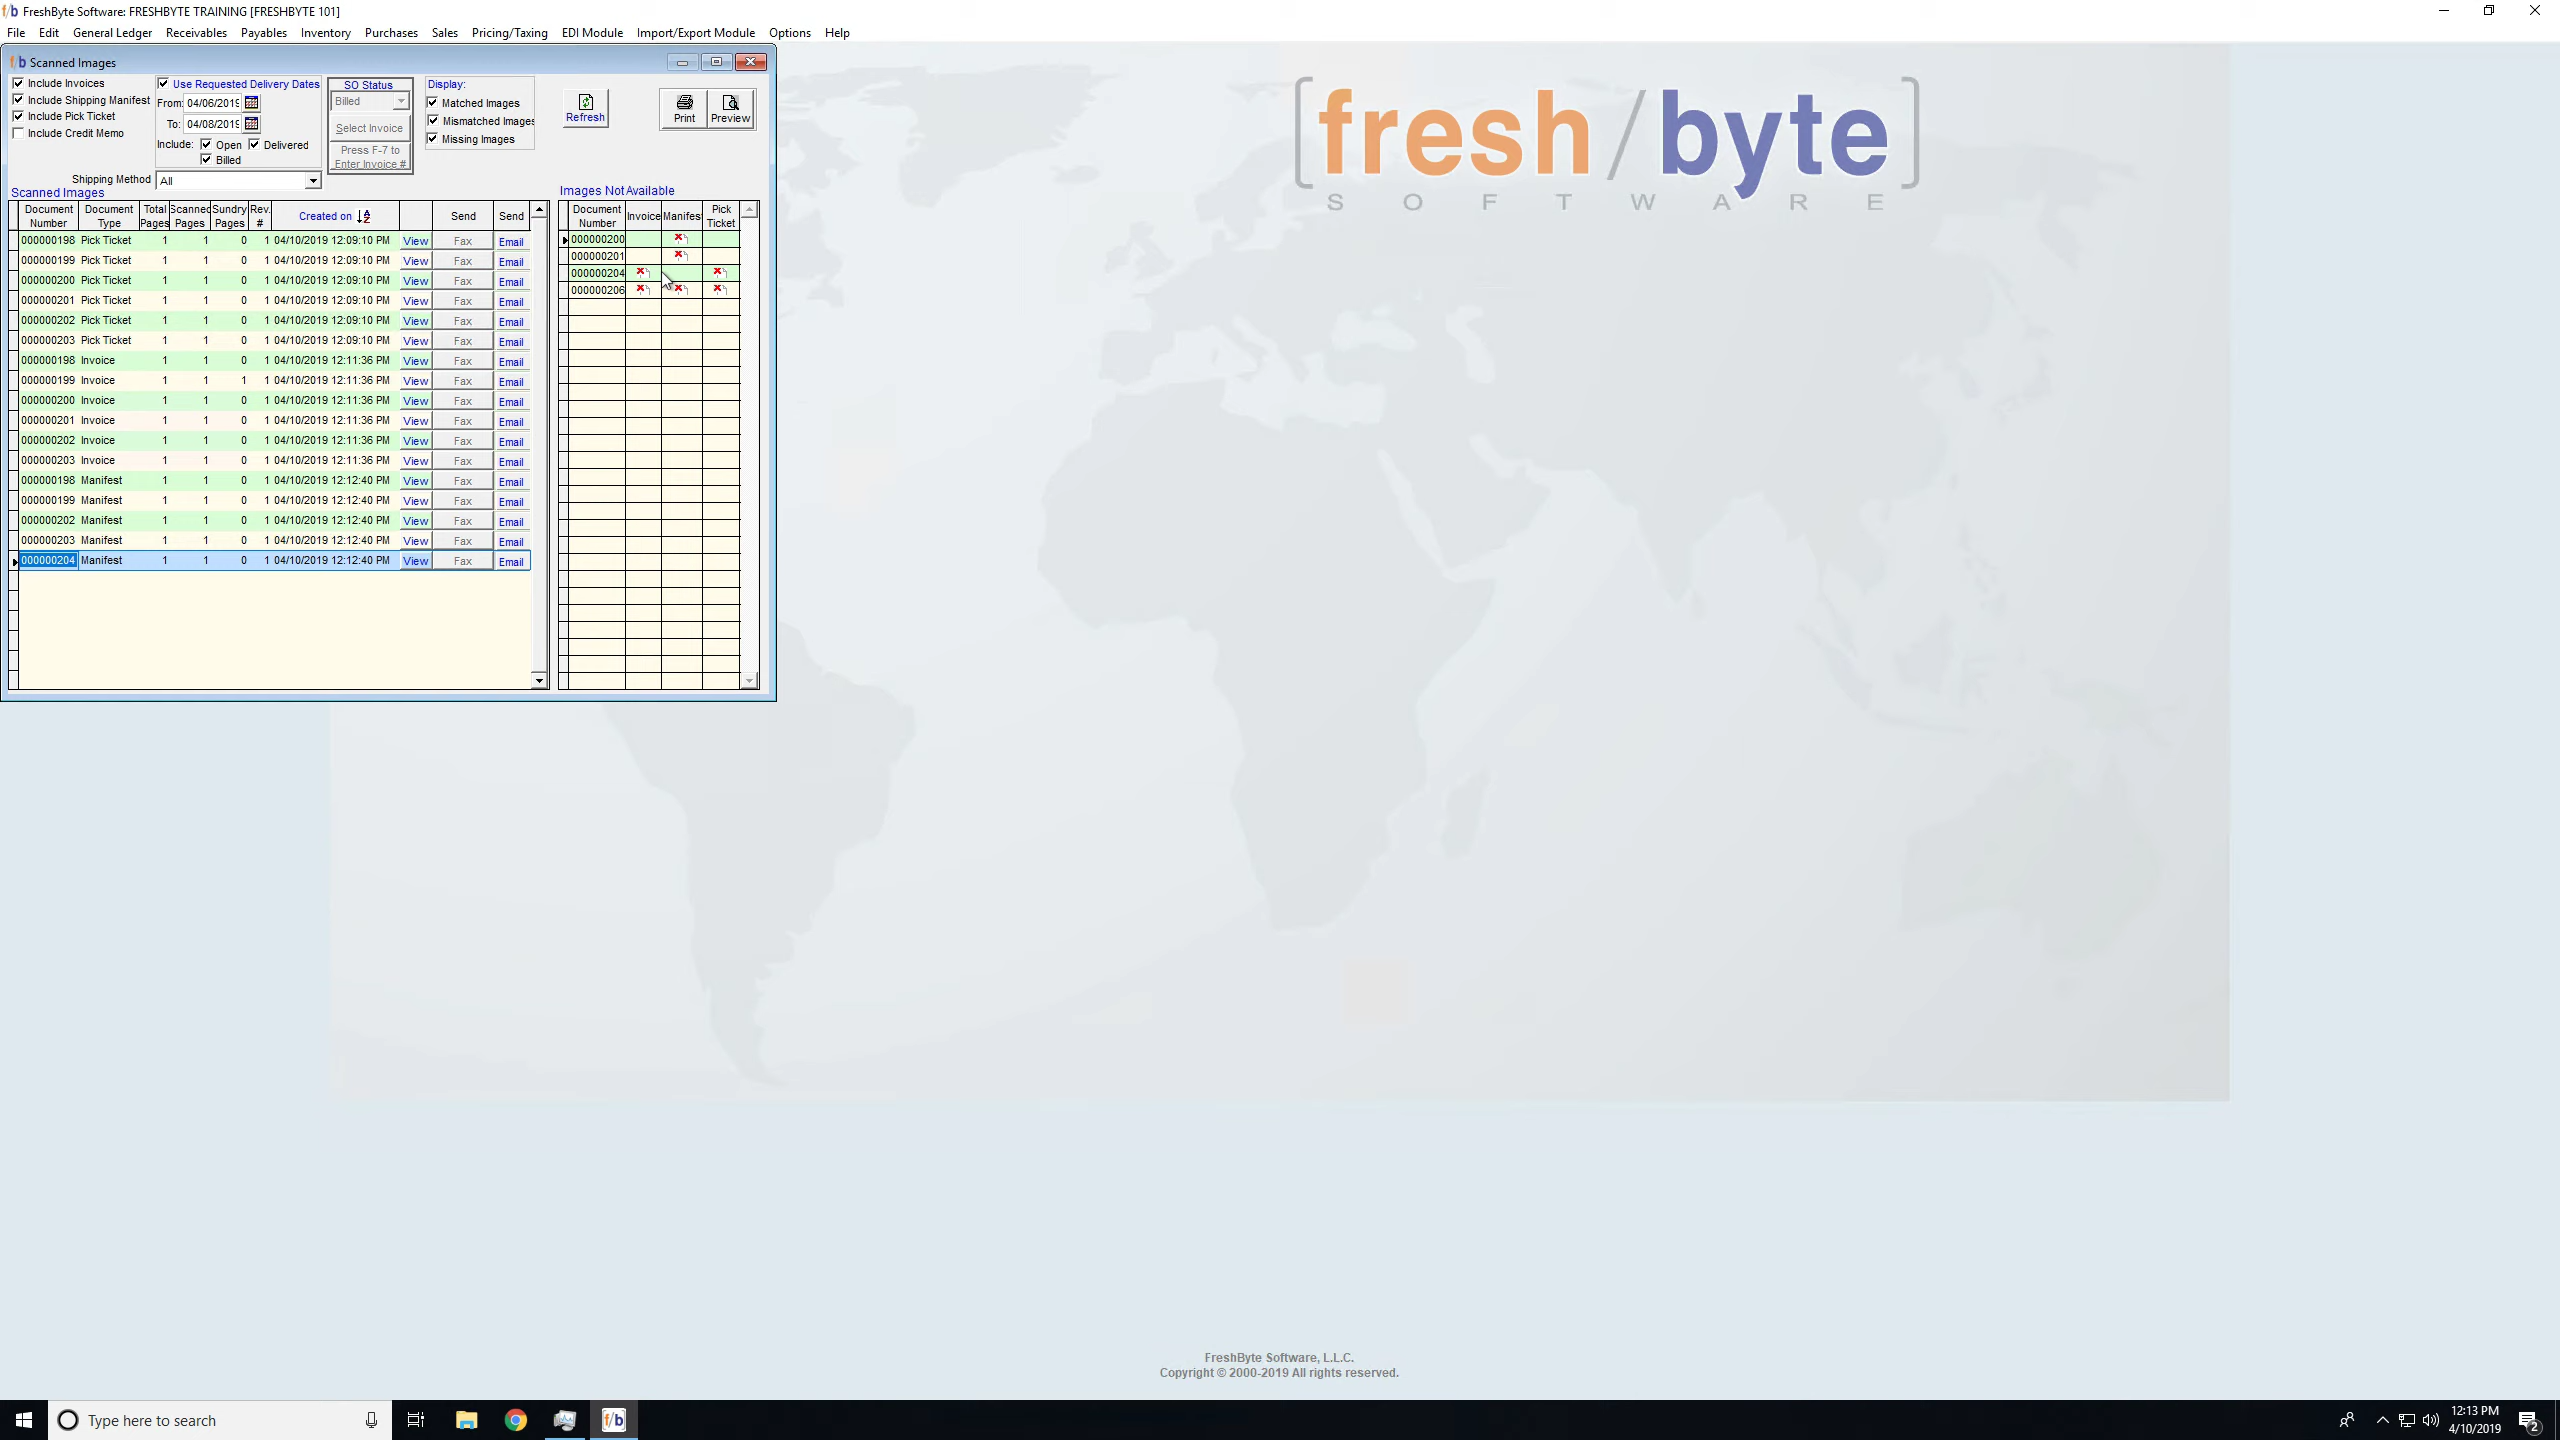 f/b FreshByte Software: FRESHBYTE TRAINING [FRESHBYTE 101]
File Edit General Ledger Receivables Payables Inventory Purchases Sales Pricing/Taxing EDI Module Import/Export Module Options Help
f/b Scanned Images
Include Invoices
Include Shipping Manifest
Include Pick Ticket
Include Credit Memo
Use Requested Delivery Dates
From: 04/06/2019
To: 04/08/2019
Include: Open Delivered
Billed
Shipping Method All
SO Status
Billed
Select Invoice
Press F-7 to
Enter Invoice #
Display:
Matched Images
Mismatched Images
Missing Images
Refresh
Print
Preview
Scanned Images
Document Number Document Type Total Pages Scanned Pages Sundry Pages Rev. # Created on Send Send
000000198 Pick Ticket 1 1 0 1 04/10/2019 12:09:10 PM View Fax Email
000000199 Pick Ticket 1 1 0 1 04/10/2019 12:09:10 PM View Fax Email
000000200 Pick Ticket 1 1 0 1 04/10/2019 12:09:10 PM View Fax Email
000000201 Pick Ticket 1 1 0 1 04/10/2019 12:09:10 PM View Fax Email
000000202 Pick Ticket 1 1 0 1 04/10/2019 12:09:10 PM View Fax Email
000000203 Pick Ticket 1 1 0 1 04/10/2019 12:09:10 PM View Fax Email
000000198 Invoice 1 1 0 1 04/10/2019 12:11:36 PM View Fax Email
000000199 Invoice 1 1 1 1 04/10/2019 12:11:36 PM View Fax Email
000000200 Invoice 1 1 0 1 04/10/2019 12:11:36 PM View Fax Email
000000201 Invoice 1 1 0 1 04/10/2019 12:11:36 PM View Fax Email
000000202 Invoice 1 1 0 1 04/10/2019 12:11:36 PM View Fax Email
000000203 Invoice 1 1 0 1 04/10/2019 12:11:36 PM View Fax Email
000000198 Manifest 1 1 0 1 04/10/2019 12:12:40 PM View Fax Email
000000199 Manifest 1 1 0 1 04/10/2019 12:12:40 PM View Fax Email
000000202 Manifest 1 1 0 1 04/10/2019 12:12:40 PM View Fax Email
000000203 Manifest 1 1 0 1 04/10/2019 12:12:40 PM View Fax Email
000000204 Manifest 1 1 0 1 04/10/2019 12:12:40 PM View Fax Email
Images Not Available
Document Number Invoice Manifest Pick Ticket
000000200
000000201
000000204
000000206
[fresh/byte]
SOFTWARE
FreshByte Software, L.L.C.
Copyright © 2000-2019 All rights reserved.
Type here to search
f/b
12:13 PM
4/10/2019
2